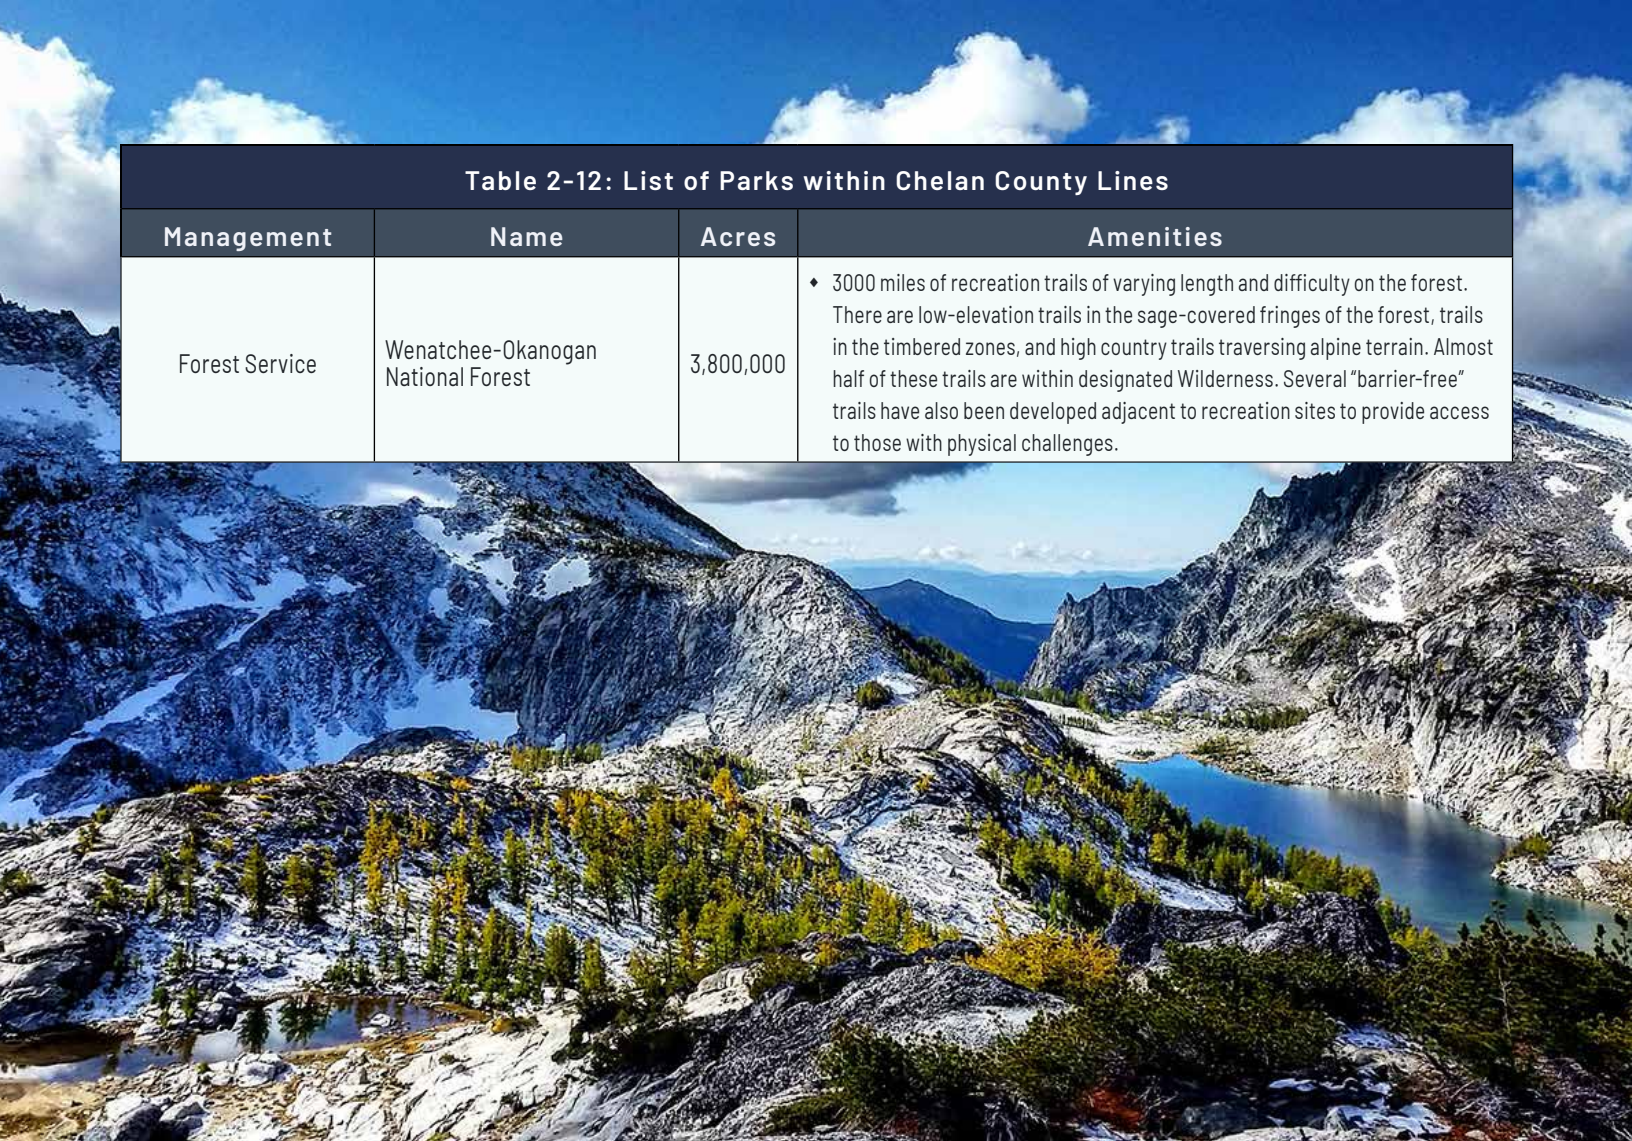 Table 2-12: List of Parks within Chelan County Lines
Management Name Acres Amenities
Forest Service
Wenatchee-Okanogan
National Forest
3,800,000
♦ 3000 miles of recreation trails of varying length and difficulty on the forest.
There are low-elevation trails in the sage-covered fringes of the forest, trails
in the timbered zones, and high country trails traversing alpine terrain. Almost
half of these trails are within designated Wilderness. Several “barrier-free”
trails have also been developed adjacent to recreation sites to provide access
to those with physical challenges.